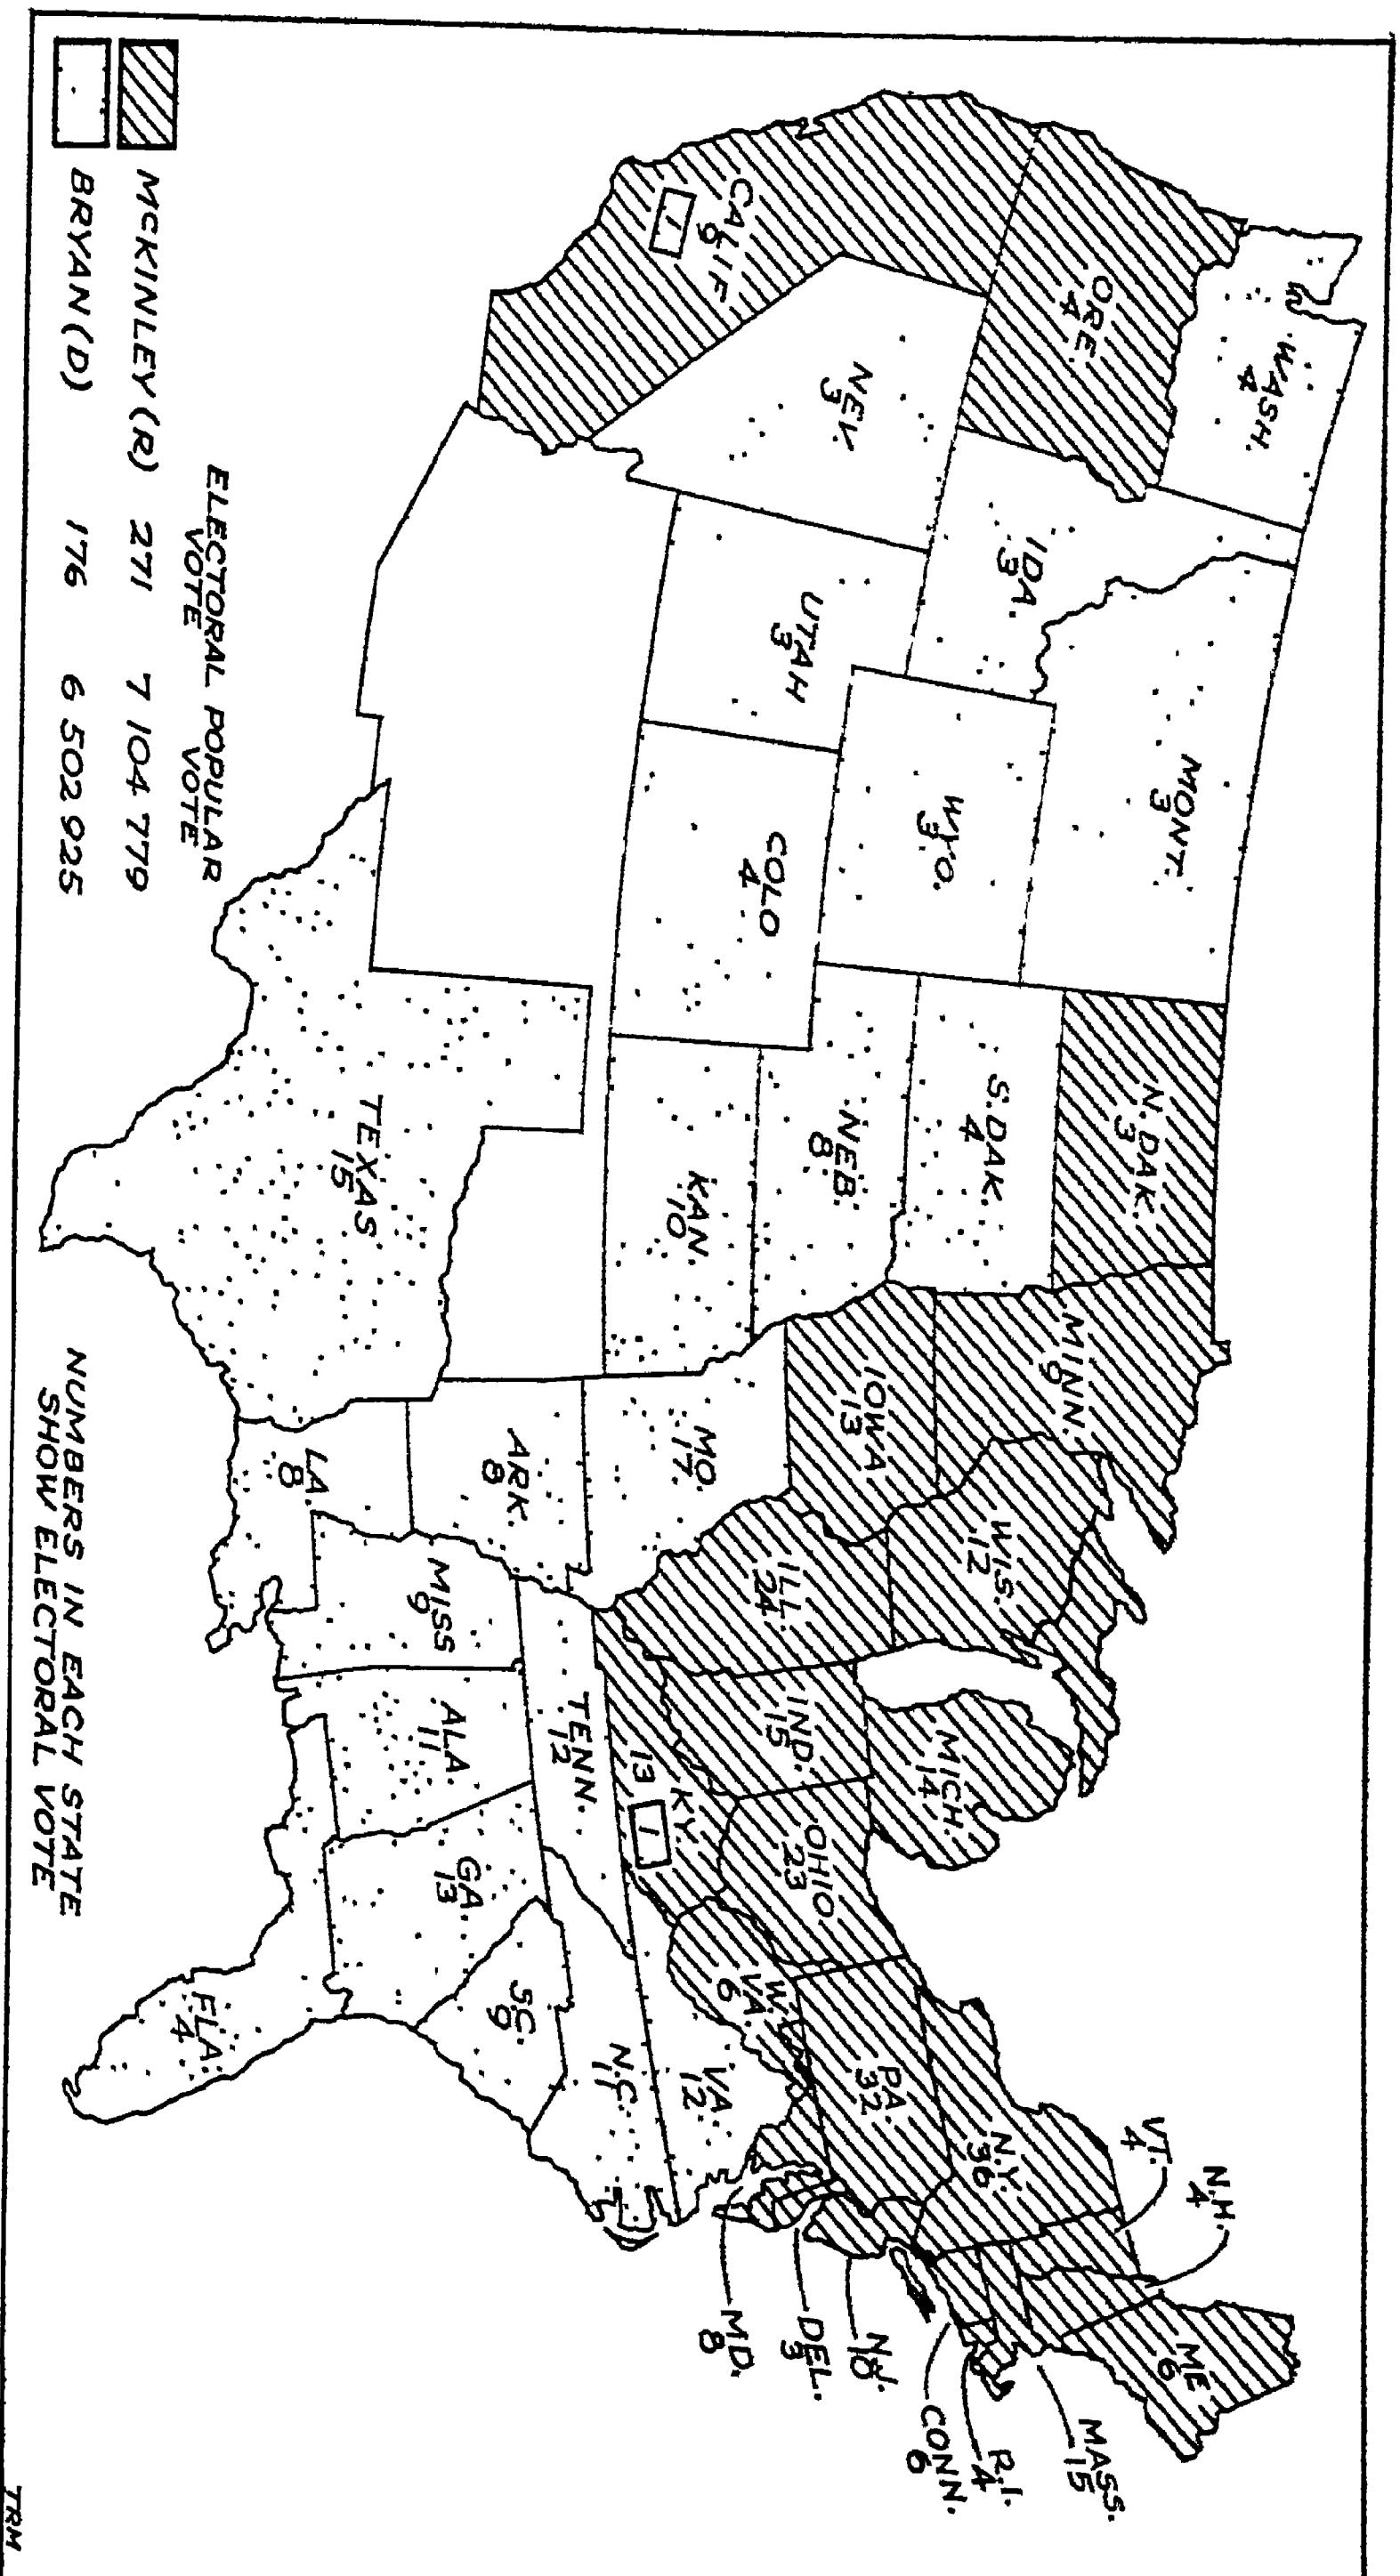 WASH.
4
ORE.
4
CALIF
9
1
NEV.
3
IDA.
3
MONT.
3
WYO.
3
UTAH
3
COLO
4
N.DAK.
3
S.DAK.
4
NEB.
8
KAN.
10
TEXAS
15
MINN.
9
IOWA
13
MO.
17
ARK.
8
LA.
8
WIS.
12
ILL.
24
MICH.
14
IND.
15
OHIO
23
KY.
13
1
TENN.
12
MISS
9
ALA.
11
GA.
13
FLA.
4
S.C.
9
N.C.
11
VA.
12
W.
VA.
6
PA.
32
N.Y.
36
VT.
4
N.H.
4
ME
6
MASS.
15
R.I.
4
CONN.
6
N.J.
10
DEL.
3
MD.
8
ELECTORAL POPULAR
VOTE VOTE
MCKINLEY (R) 271 7 104 779
BRYAN (D) 176 6 502 925
NUMBERS IN EACH STATE
SHOW ELECTORAL VOTE
TRM